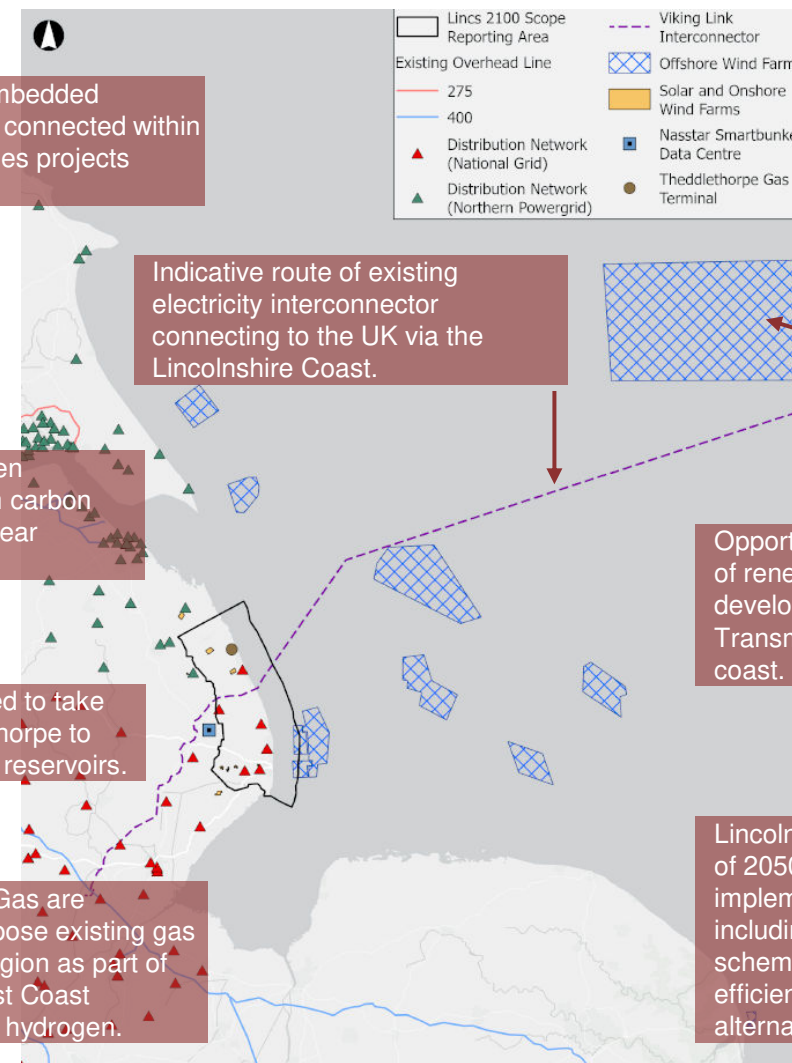 Lincs 2100 Scope
Reporting Area
Existing Overhead Line
275
400
Distribution Network
(National Grid)
Distribution Network
(Northern Powergrid)
Viking Link
Interconnector
Offshore Wind Farm
Solar and Onshore
Wind Farms
Nasstar Smartbunke
Data Centre
Theddlethorpe Gas
Terminal
mbedded
connected within
es projects
Indicative route of existing
electricity interconnector
connecting to the UK via the
Lincolnshire Coast.
en
carbon
ear
Opport
of rene
develo
Transm
coast.
ed to take
horpe to
reservoirs.
Lincoln
of 2050
implem
including
schem
efficien
alterna
Gas are
pose existing gas
gion as part of
st Coast
hydrogen.